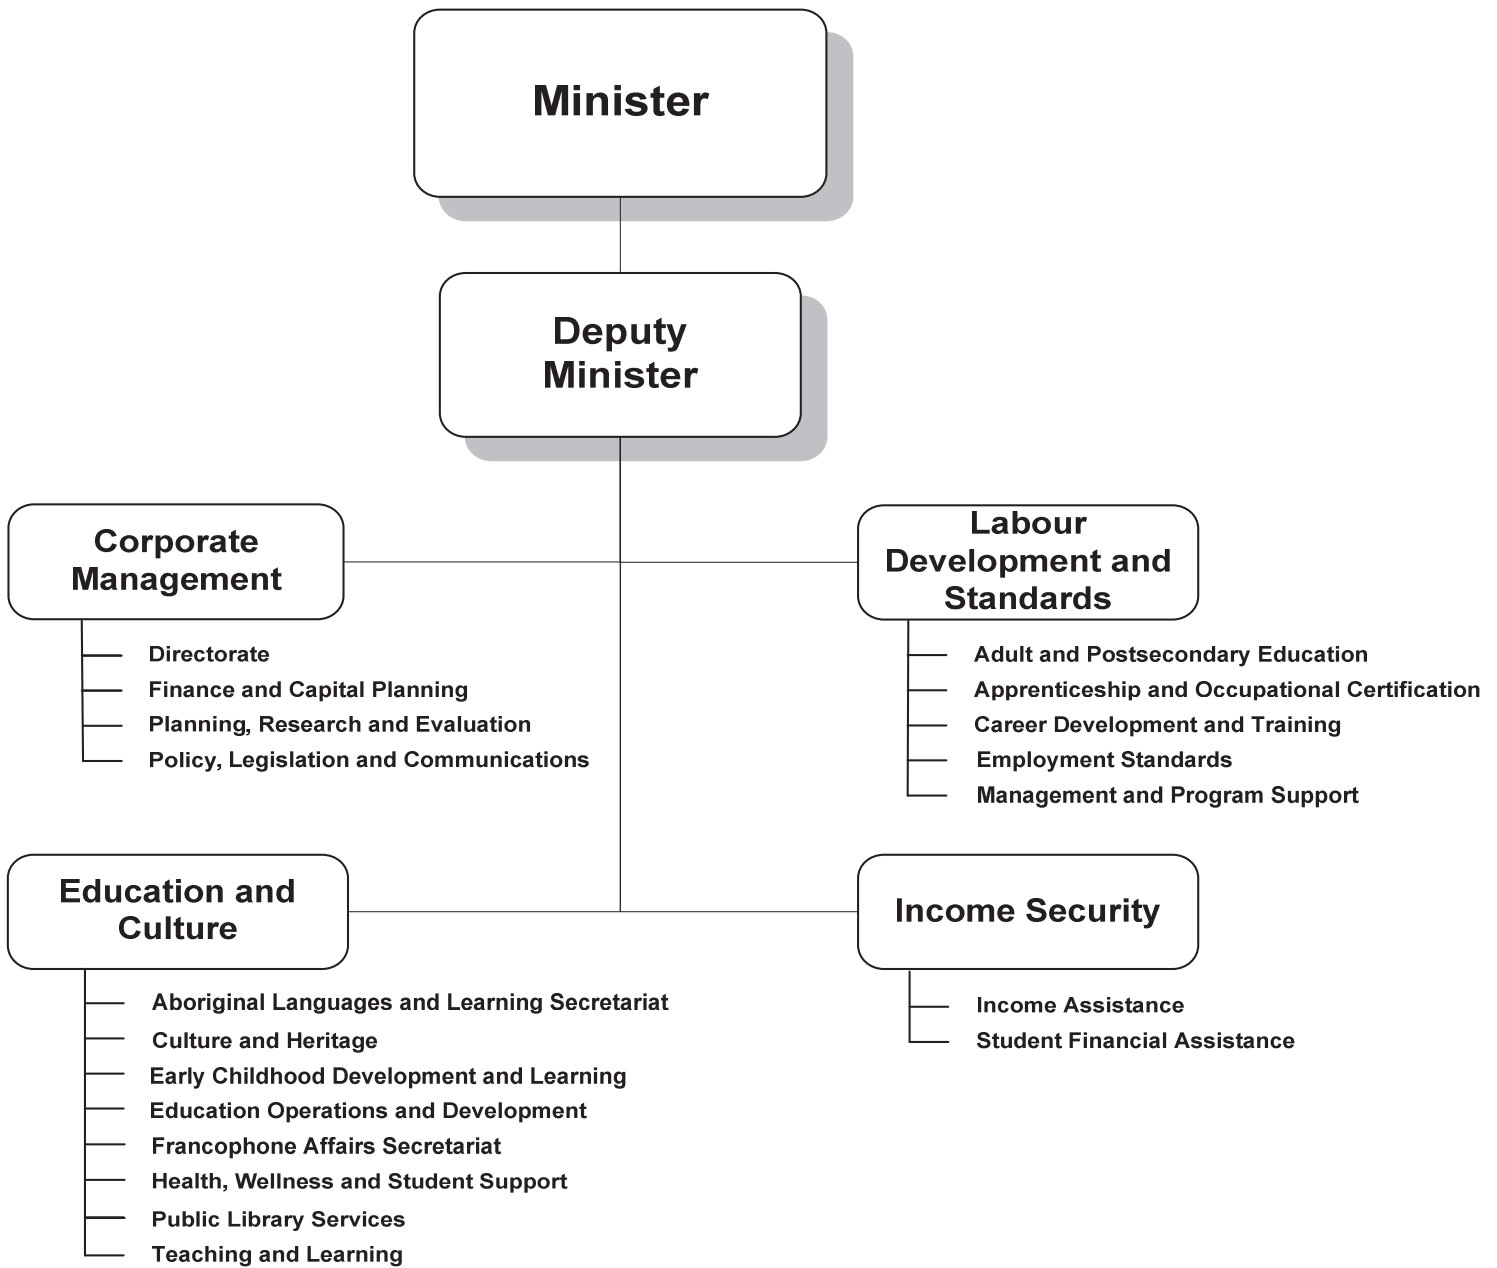 Minister
Deputy
Minister
Corporate
Management
Directorate
Finance and Capital Planning
Planning, Research and Evaluation
Policy, Legislation and Communications
Labour
Development and
Standards
Adult and Postsecondary Education
Apprenticeship and Occupational Certification
Career Development and Training
Employment Standards
Management and Program Support
Education and
Culture
Aboriginal Languages and Learning Secretariat
Culture and Heritage
Early Childhood Development and Learning
Education Operations and Development
Francophone Affairs Secretariat
Health, Wellness and Student Support
Public Library Services
Teaching and Learning
Income Security
Income Assistance
Student Financial Assistance